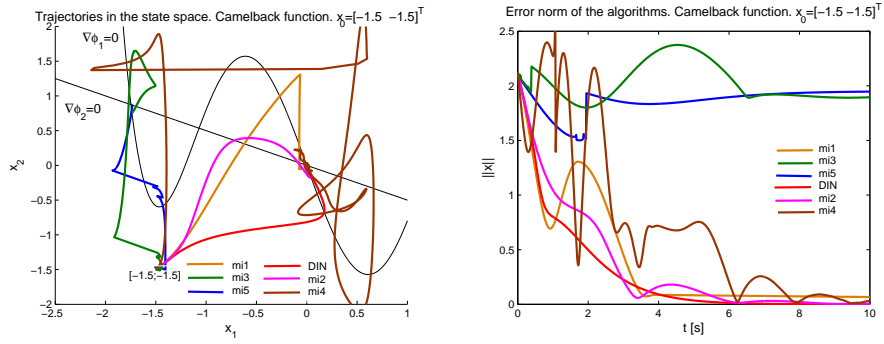 Trajectories in the state space. Camelback function. x0=[-1.5 -1.5]T
2
1.5
1
0.5
0
-0.5
-1
-1.5
-2
x2
∇ϕ1=0
∇ϕ2=0
[-1.5;-1.5]
mi1
mi3
mi5
DIN
mi2
mi4
-2.5 -2 -1.5 -1 -0.5 0 0.5 1
x1
Error norm of the algorithms. Camelback function. x0=[-1.5 -1.5]T
2.5
2
1.5
1
0.5
0
||x||
mi1
mi3
mi5
DIN
mi2
mi4
0 2 4 6 8 10
t [s]